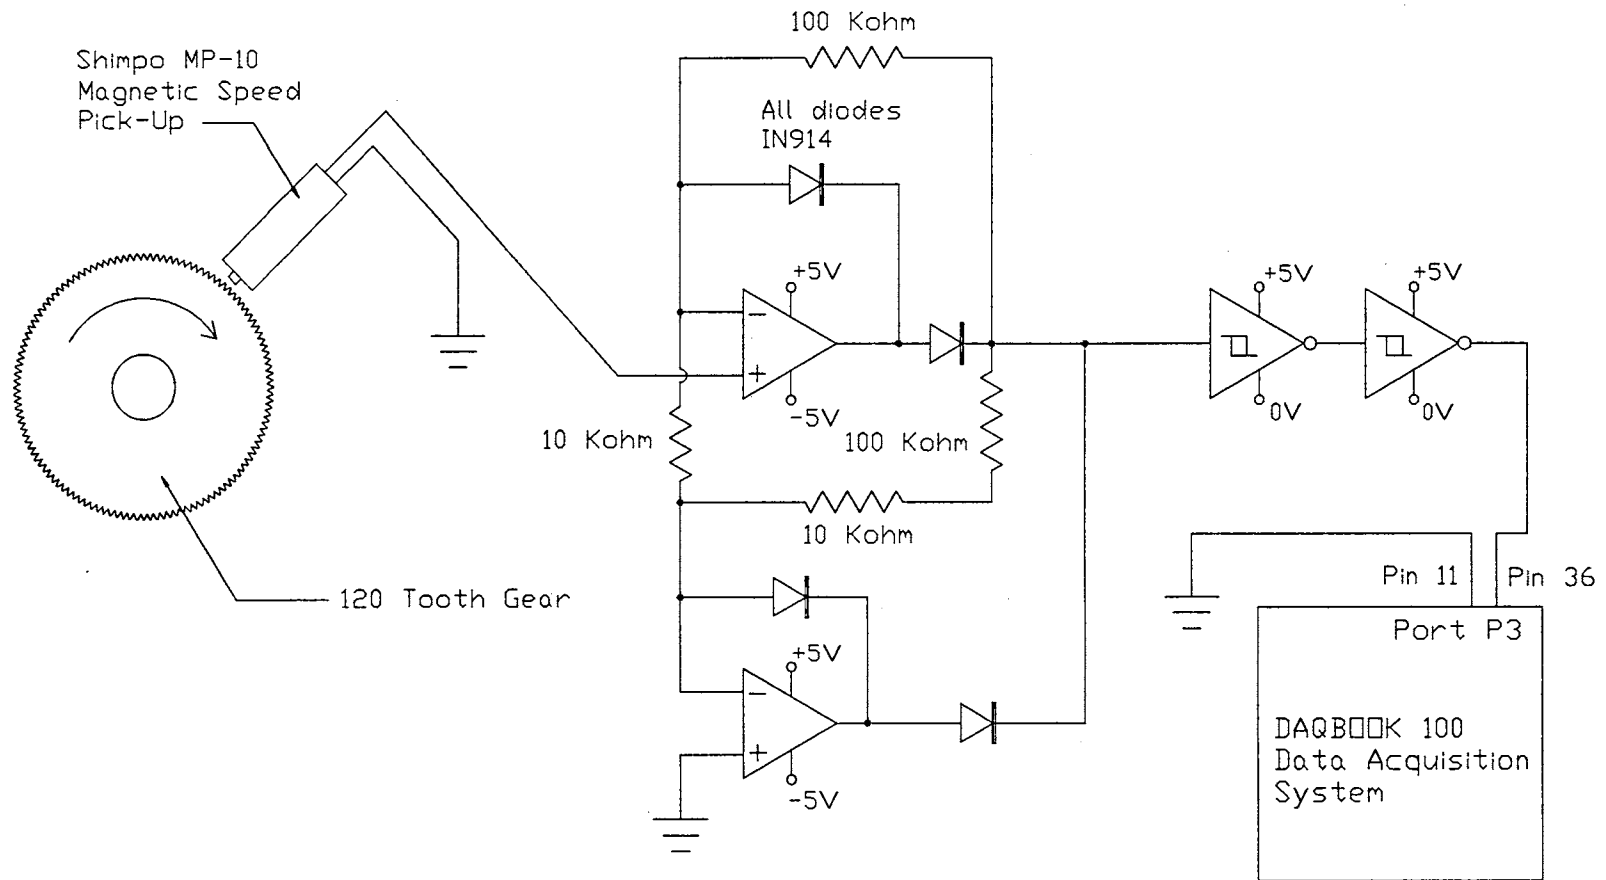 100 Kohm
Shimpo MP-10
Magnetic Speed
Pick-Up
All diodes
IN914
+5V
+5V
+5V
-
+
-5V
0V
0V
10 Kohm
100 Kohm
10 Kohm
120 Tooth Gear
Pin 11
Pin 36
Port P3
+5V
-
+
-5V
DAQBOOK 100
Data Acquisition
System